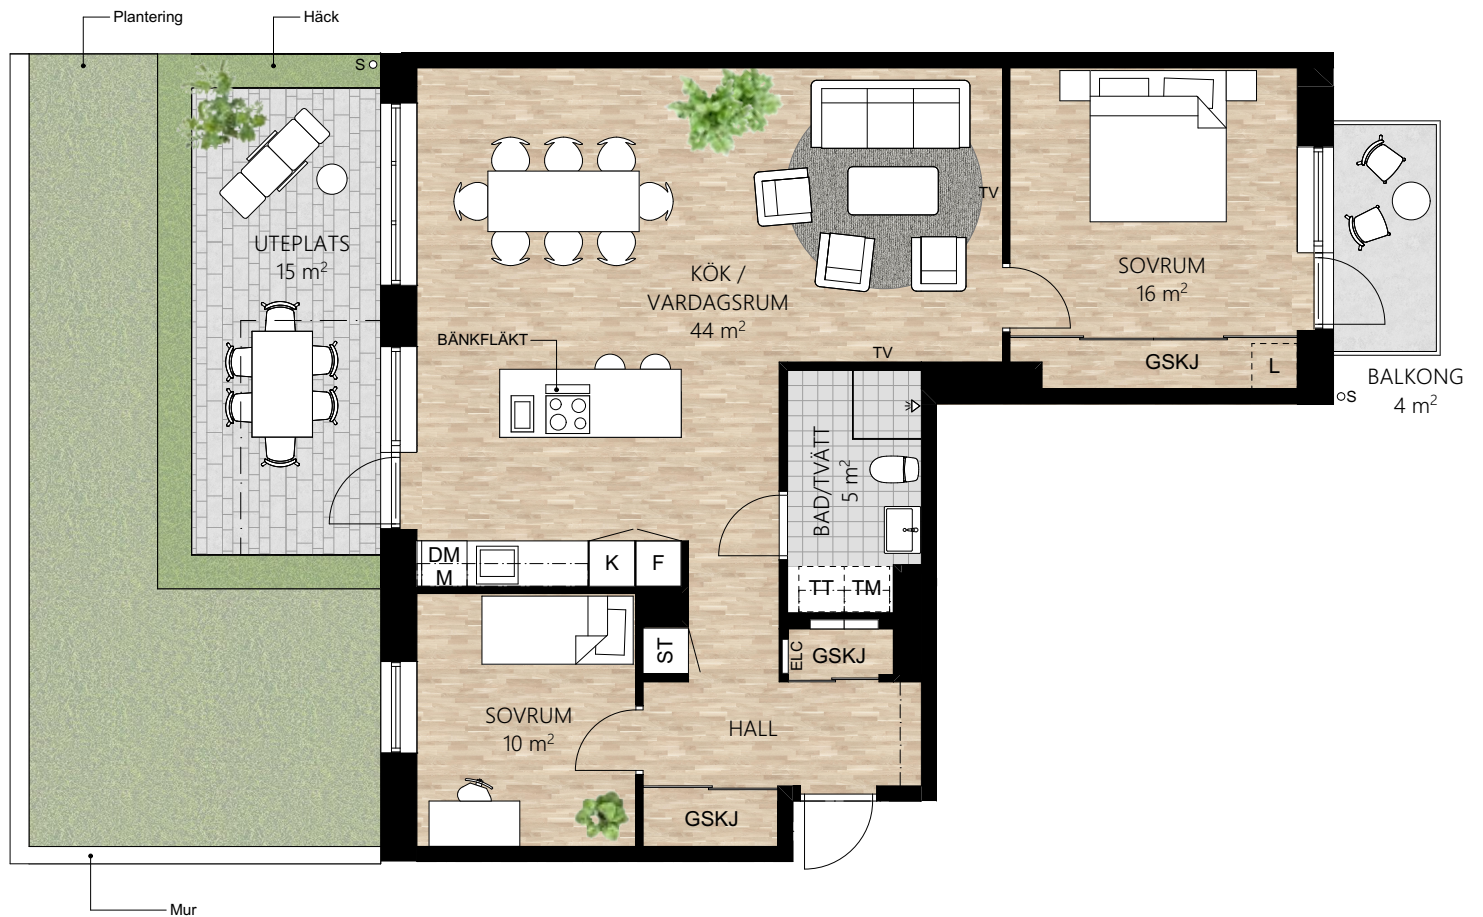 Plantering
Häck
S
UTEPLATS
15 m²
KÖK /
VARDAGSRUM
44 m²
TV
SOVRUM
16 m²
BÄNKFLÄKT
TV
GSKJ
L
BALKONG
4 m²
S
BAD/TVÄTT
5 m²
DM
M
K
F
TT
TM
ST
ELC
GSKJ
SOVRUM
10 m²
HALL
GSKJ
Mur